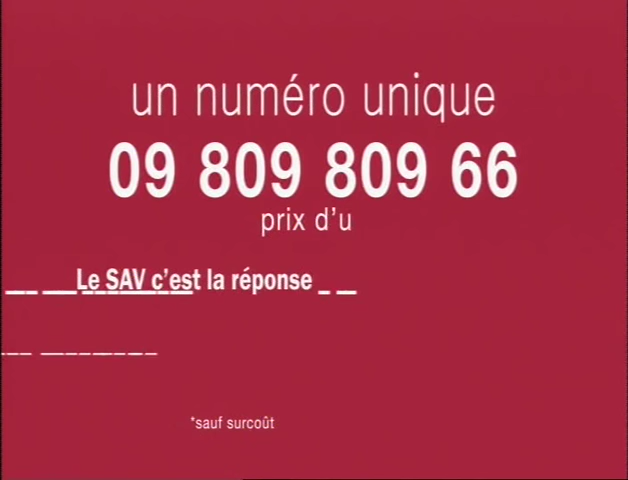 un numéro unique
09 809 809 66
prix d'u
Le SAV c'est la réponse
*sauf surcoût